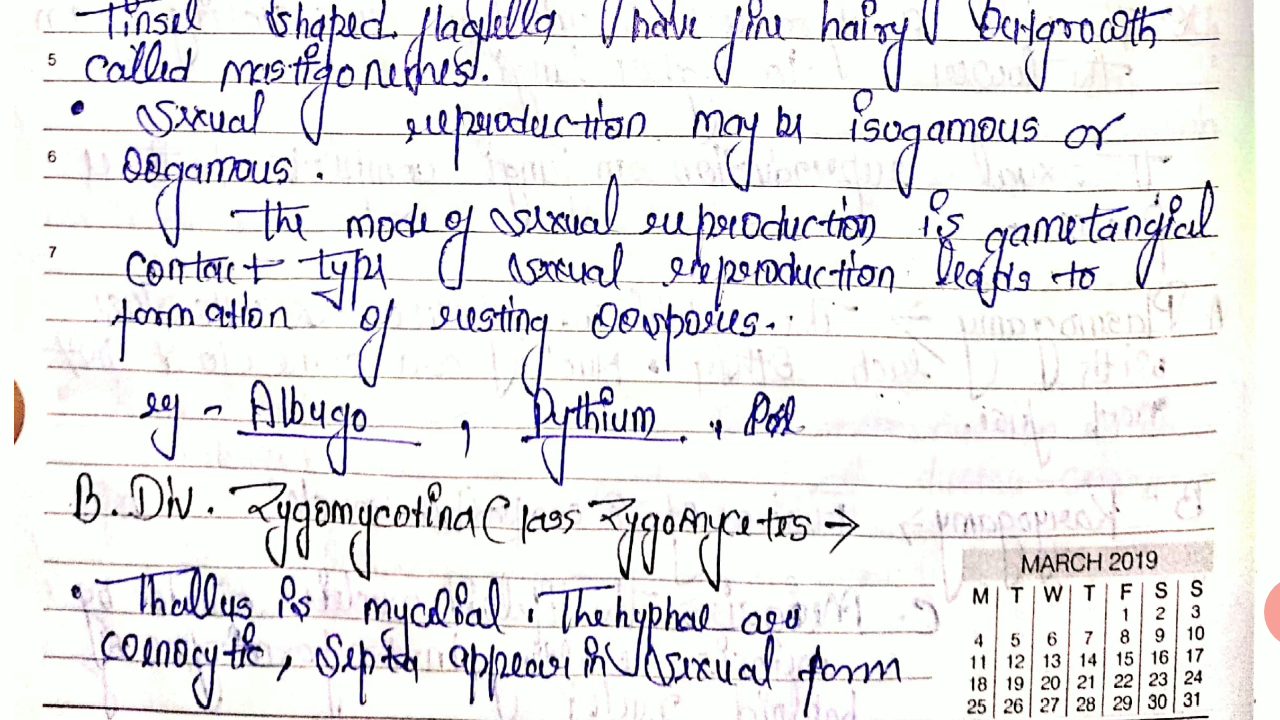 Tinsel shaped flagella (have fine hairy) outgrowth
5 called mastigonemes.
• Sexual reproduction may be isogamous or
6 oogamous.
The mode of sexual reproduction is gametangial
7 contact type sexual reproduction leads to
formation of resting oospores.
eg - Albugo, Pythium.
B. Div. Zygomycotina Class Zygomycetes →
• Thallus is mycelial. The hyphae are
coenocytic, Septa appear in sexual form
MARCH 2019
M T W T F S S
1 2 3
4 5 6 7 8 9 10
11 12 13 14 15 16 17
18 19 20 21 22 23 24
25 26 27 28 29 30 31